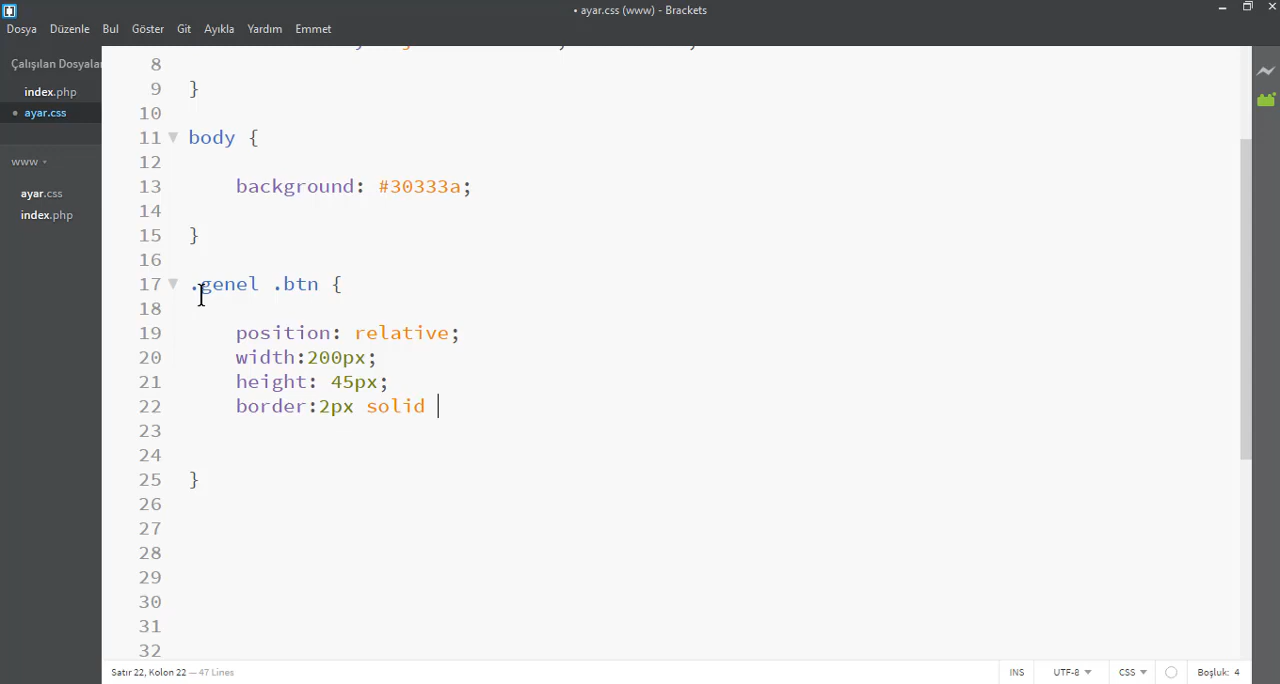 • ayar.css (www) - Brackets
Dosya Düzenle Bul Göster Git Ayıkla Yardım Emmet
Çalışılan Dosyalar
index.php
• ayar.css
www
ayar.css
index.php
8
9 }
10
11 body {
12
13 background: #30333a;
14
15 }
16
17 .genel .btn {
18
19 position: relative;
20 width:200px;
21 height: 45px;
22 border:2px solid
23
24
25 }
26
27
28
29
30
31
32
Satır 22, Kolon 22 — 47 Lines
INS UTF-8 CSS Boşluk: 4